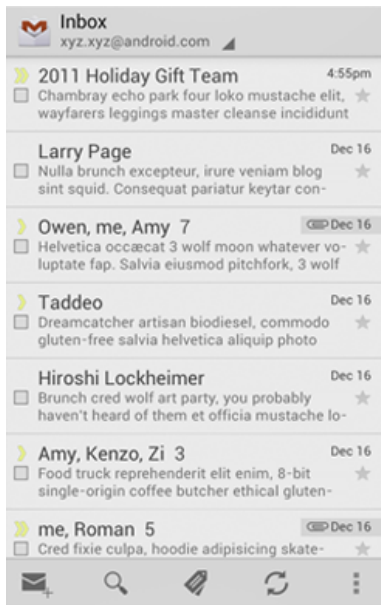 Inbox
xyz.xyz@android.com
2011 Holiday Gift Team 4:55pm
Chambray echo park four loko mustache elit,
wayfarers leggings master cleanse incididunt
Larry Page Dec 16
Nulla brunch excepteur, irure veniam blog
sint squid. Consequat pariatur keytar con-
Owen, me, Amy 7 Dec 16
Helvetica occæcat 3 wolf moon whatever vo-
luptate fap. Salvia eiusmod pitchfork, 3 wolf
Taddeo Dec 16
Dreamcatcher artisan biodiesel, commodo
gluten-free salvia helvetica aliquip photo
Hiroshi Lockheimer Dec 16
Brunch cred wolf art party, you probably
haven't heard of them et officia mustache lo-
Amy, Kenzo, Zi 3 Dec 16
Food truck reprehenderit elit enim, 8-bit
single-origin coffee butcher ethical gluten-
me, Roman 5 Dec 16
Cred fixie culpa, hoodie adipisicing skate-